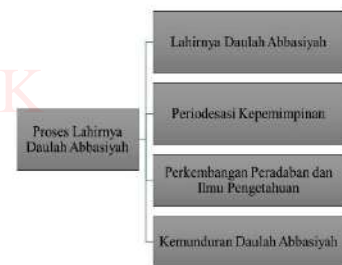 Proses Lahirnya
Daulah Abbasiyah
Lahirnya Daulah Abbasiyah
Periodesasi Kepemimpinan
Perkembangan Peradaban dan
Ilmu Pengetahuan
Kemunduran Daulah Abbasiyah
K